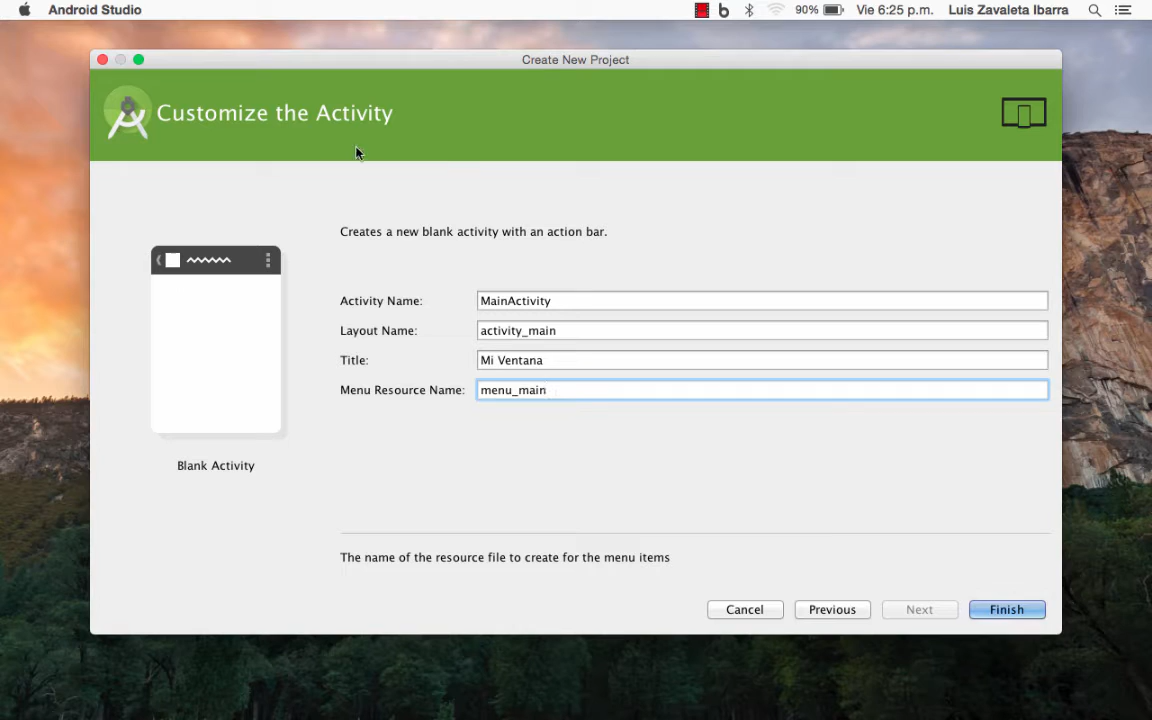 Android Studio
90%
Vie 6:25 p.m.
Luis Zavaleta Ibarra
Create New Project
Customize the Activity
Creates a new blank activity with an action bar.
Activity Name:
MainActivity
Layout Name:
activity_main
Title:
Mi Ventana
Menu Resource Name:
menu_main
Blank Activity
The name of the resource file to create for the menu items
Cancel
Previous
Next
Finish